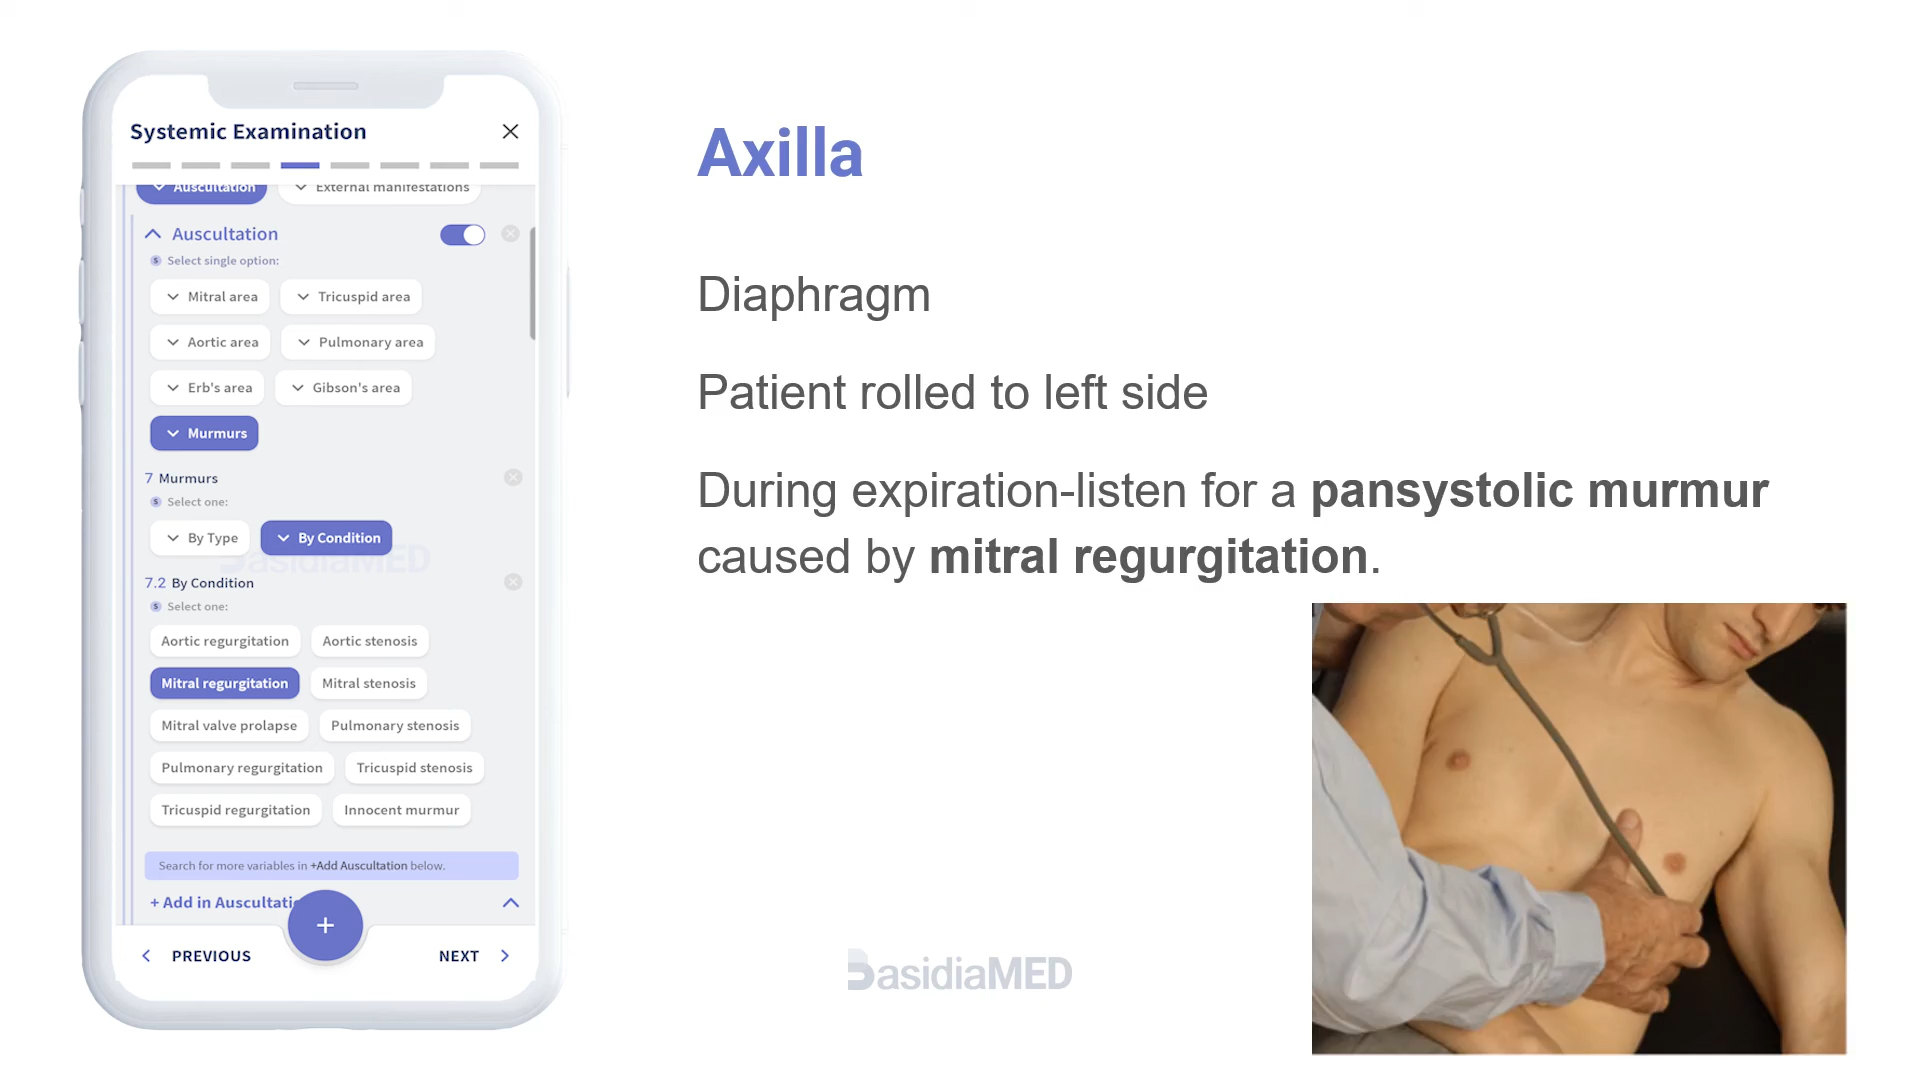 Systemic Examination
Auscultation
External manifestations
Auscultation
S Select single option:
Mitral area
Tricuspid area
Aortic area
Pulmonary area
Erb's area
Gibson's area
Murmurs
7 Murmurs
S Select one:
By Type
By Condition
BasidiaMED
7.2 By Condition
S Select one:
Aortic regurgitation
Aortic stenosis
Mitral regurgitation
Mitral stenosis
Mitral valve prolapse
Pulmonary stenosis
Pulmonary regurgitation
Tricuspid stenosis
Tricuspid regurgitation
Innocent murmur
Search for more variables in +Add Auscultation below.
+ Add in Auscultati
PREVIOUS
NEXT
Axilla
Diaphragm
Patient rolled to left side
During expiration-listen for a pansystolic murmur
caused by mitral regurgitation.
BasidiaMED